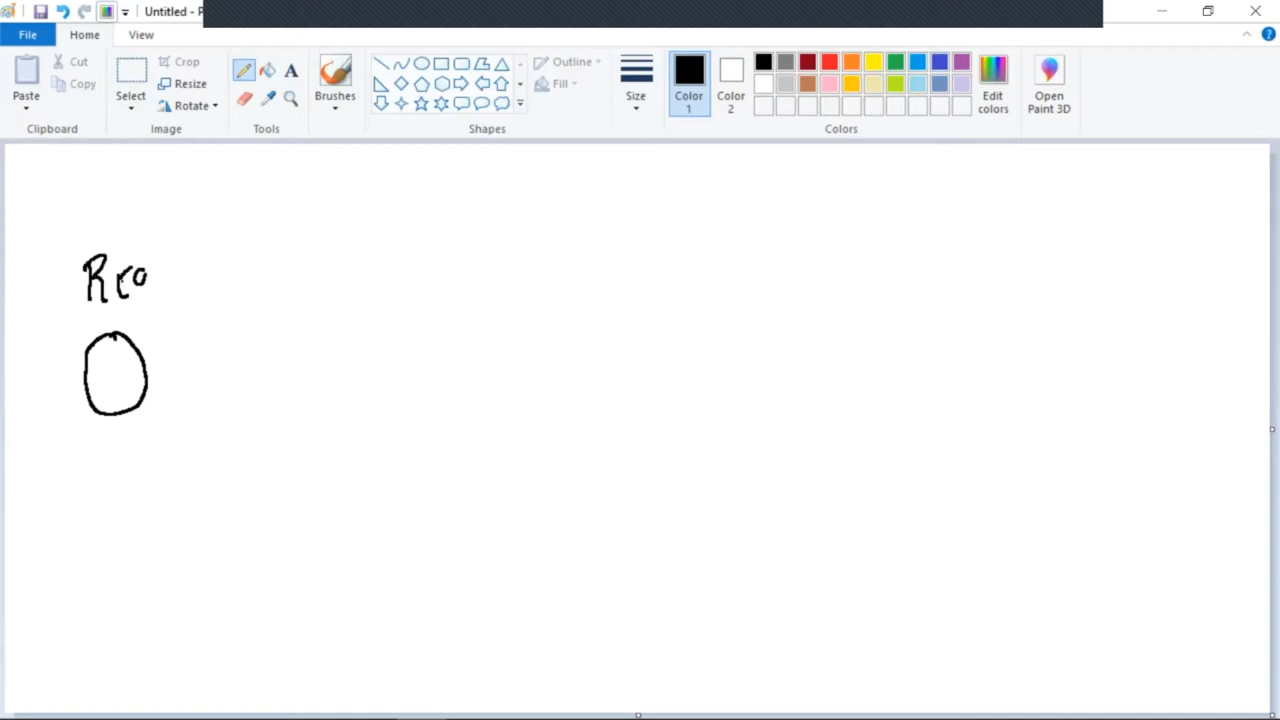 Untitled - P
File Home View
Paste
Cut
Copy
Clipboard
Select
Crop
Resize
Rotate
Image
Tools
Brushes
Shapes
Outline
Fill
Size
Color 1
Color 2
Colors
Edit colors
Open Paint 3D